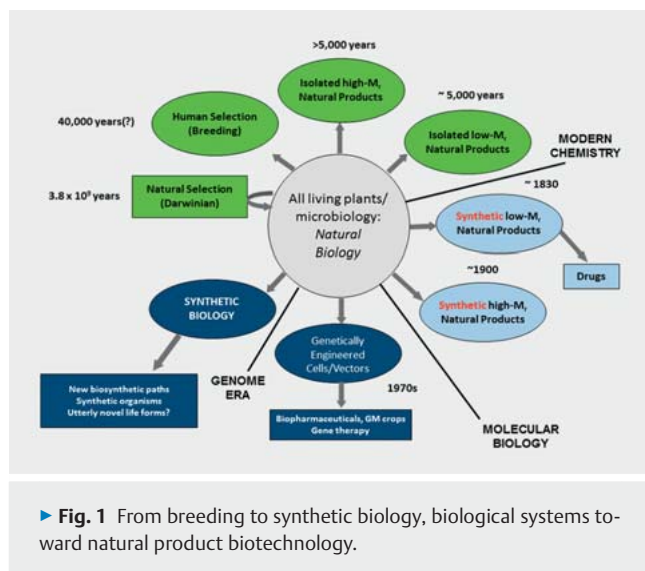 >5,000 years
Isolated high-M,
Natural Products
~ 5,000 years
Isolated low-M,
Natural Products
40,000 years(?)
Human Selection
(Breeding)
MODERN
CHEMISTRY
3.8 x 10⁹ years
Natural Selection
(Darwinian)
All living plants/
microbiology:
Natural
Biology
~ 1830
Synthetic low-M,
Natural Products
Drugs
~1900
Synthetic high-M,
Natural Products
SYNTHETIC
BIOLOGY
Genetically
Engineered
Cells/Vectors
GENOME
ERA
1970s
New biosynthetic paths
Synthetic organisms
Utterly novel life forms?
Biopharmaceuticals, GM crops
Gene therapy
MOLECULAR
BIOLOGY
► Fig. 1 From breeding to synthetic biology, biological systems to-
ward natural product biotechnology.